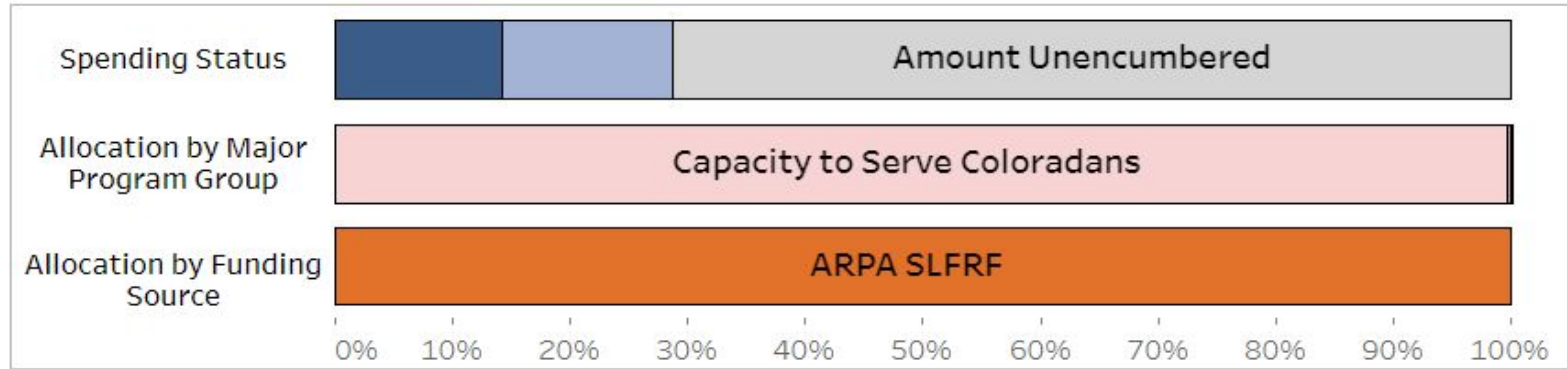 Spending Status
Amount Unencumbered
Allocation by Major
Program Group
Capacity to Serve Coloradans
Allocation by Funding
Source
ARPA SLFRF
0% 10% 20% 30% 40% 50% 60% 70% 80% 90% 100%